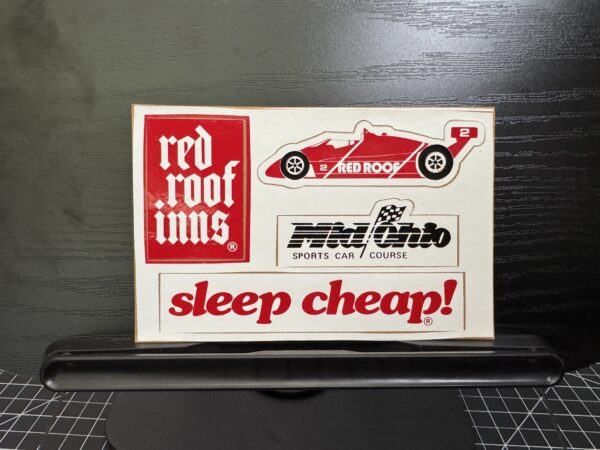 red
roof
inns®
2
2 RED ROOF
Mid Ohio
SPORTS CAR COURSE
sleep cheap!®